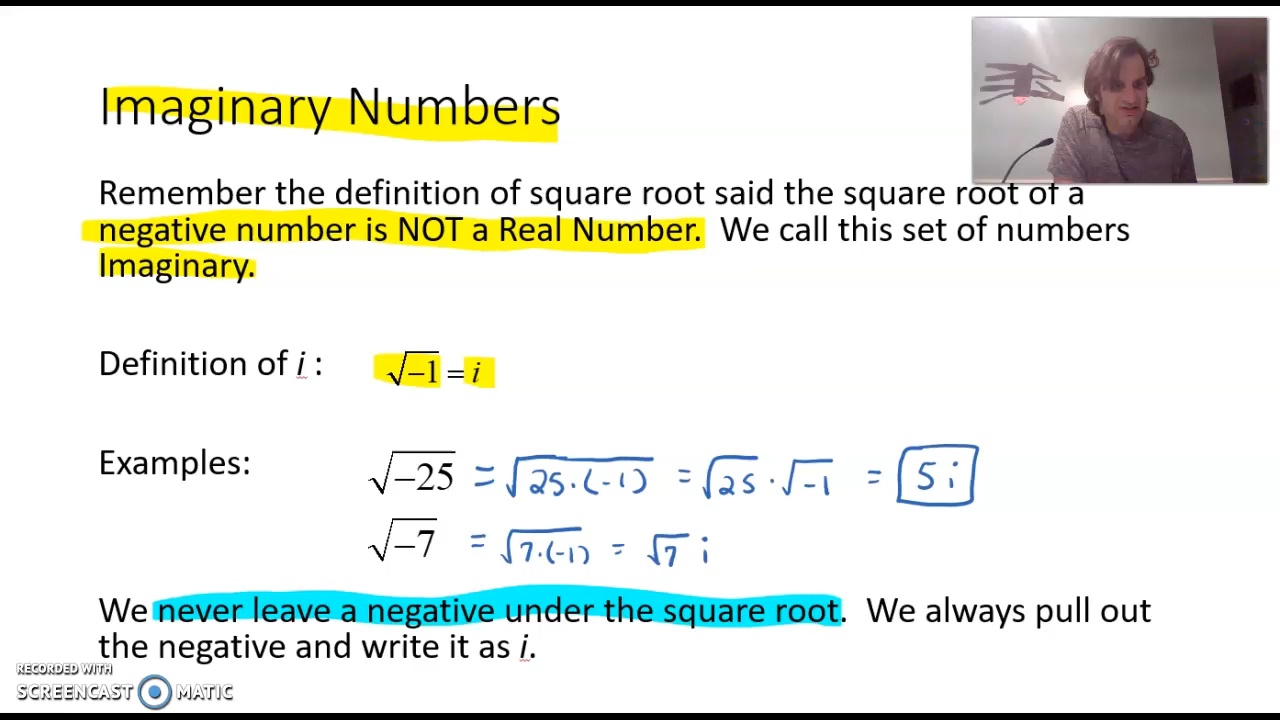 Imaginary Numbers
Remember the definition of square root said the square root of a
negative number is NOT a Real Number. We call this set of numbers
Imaginary.
Definition of i : √−1 = i
Examples: √−25 = √25·(−1) = √25 · √−1 = 5i
√−7 = √7·(−1) = √7 i
We never leave a negative under the square root. We always pull out
the negative and write it as i.
RECORDED WITH
SCREENCAST MATIC